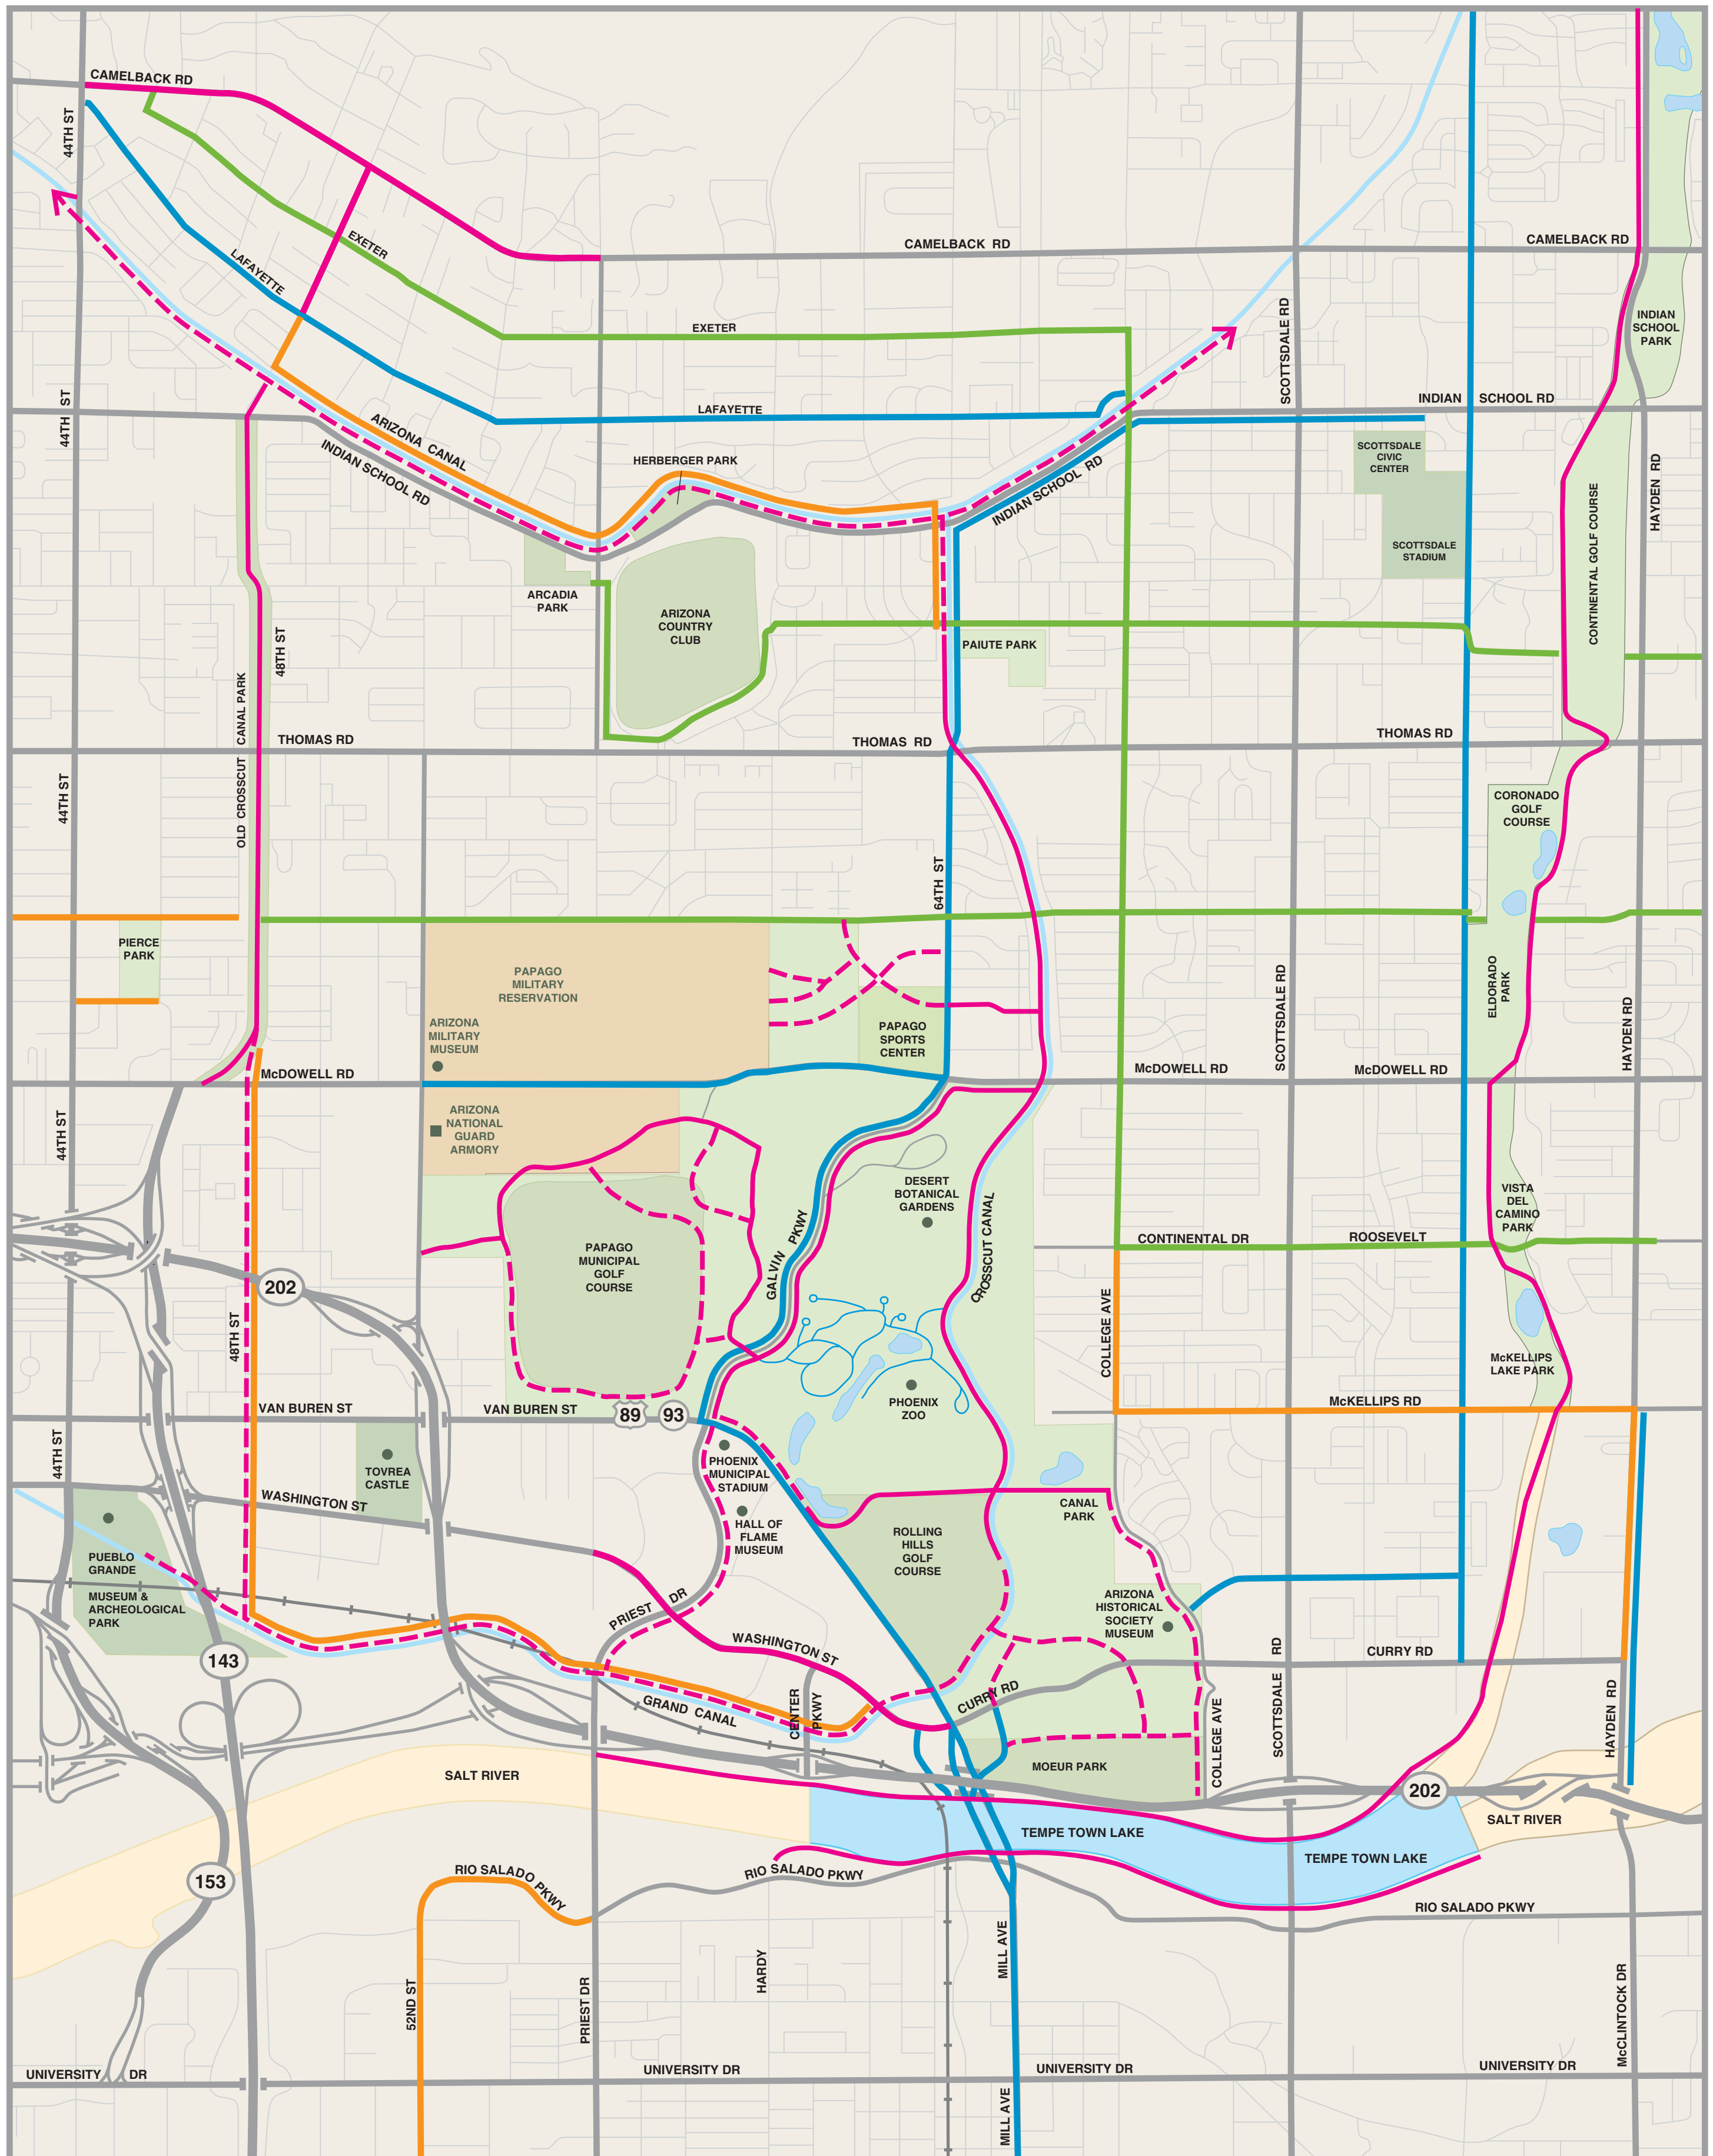 CAMELBACK RD
44TH ST
CAMELBACK RD
CAMELBACK RD
EXETER
LAFAYETTE
EXETER
SCOTTSDALE RD
INDIAN
SCHOOL
PARK
44TH ST
LAFAYETTE
INDIAN SCHOOL RD
ARIZONA CANAL
INDIAN SCHOOL RD
HERBERGER PARK
INDIAN SCHOOL RD
SCOTTSDALE
CIVIC
CENTER
SCOTTSDALE
STADIUM
CONTINENTAL GOLF COURSE
HAYDEN RD
ARCADIA
PARK
ARIZONA
COUNTRY
CLUB
PAIUTE PARK
48TH ST
OLD CROSSCUT CANAL PARK
THOMAS RD
THOMAS RD
THOMAS RD
44TH ST
CORONADO
GOLF
COURSE
64TH ST
PIERCE
PARK
PAPAGO
MILITARY
RESERVATION
ARIZONA
MILITARY
MUSEUM
PAPAGO
SPORTS
CENTER
SCOTTSDALE RD
ELDORADO
PARK
HAYDEN RD
McDOWELL RD
McDOWELL RD
McDOWELL RD
44TH ST
ARIZONA
NATIONAL
GUARD
ARMORY
DESERT
BOTANICAL
GARDENS
CROSSCUT CANAL
VISTA
DEL
CAMINO
PARK
GALVIN PKWY
PAPAGO
MUNICIPAL
GOLF
COURSE
CONTINENTAL DR
ROOSEVELT
202
48TH ST
COLLEGE AVE
McKELLIPS
LAKE PARK
PHOENIX
ZOO
VAN BUREN ST
VAN BUREN ST
89
93
McKELLIPS RD
44TH ST
TOVREA
CASTLE
PHOENIX
MUNICIPAL
STADIUM
WASHINGTON ST
CANAL
PARK
HALL OF
FLAME
MUSEUM
ROLLING
HILLS
GOLF
COURSE
PUEBLO
GRANDE
MUSEUM &
ARCHEOLOGICAL
PARK
ARIZONA
HISTORICAL
SOCIETY
MUSEUM
PRIEST DR
WASHINGTON ST
CURRY RD
143
SCOTTSDALE RD
CURRY RD
GRAND CANAL
CENTER
PKWY
COLLEGE AVE
HAYDEN RD
SALT RIVER
MOEUR PARK
202
SALT RIVER
TEMPE TOWN LAKE
TEMPE TOWN LAKE
153
RIO SALADO PKWY
RIO SALADO PKWY
RIO SALADO PKWY
52ND ST
PRIEST DR
HARDY
MILL AVE
McCLINTOCK DR
UNIVERSITY DR
UNIVERSITY DR
UNIVERSITY DR
UNIVERSITY DR
MILL AVE